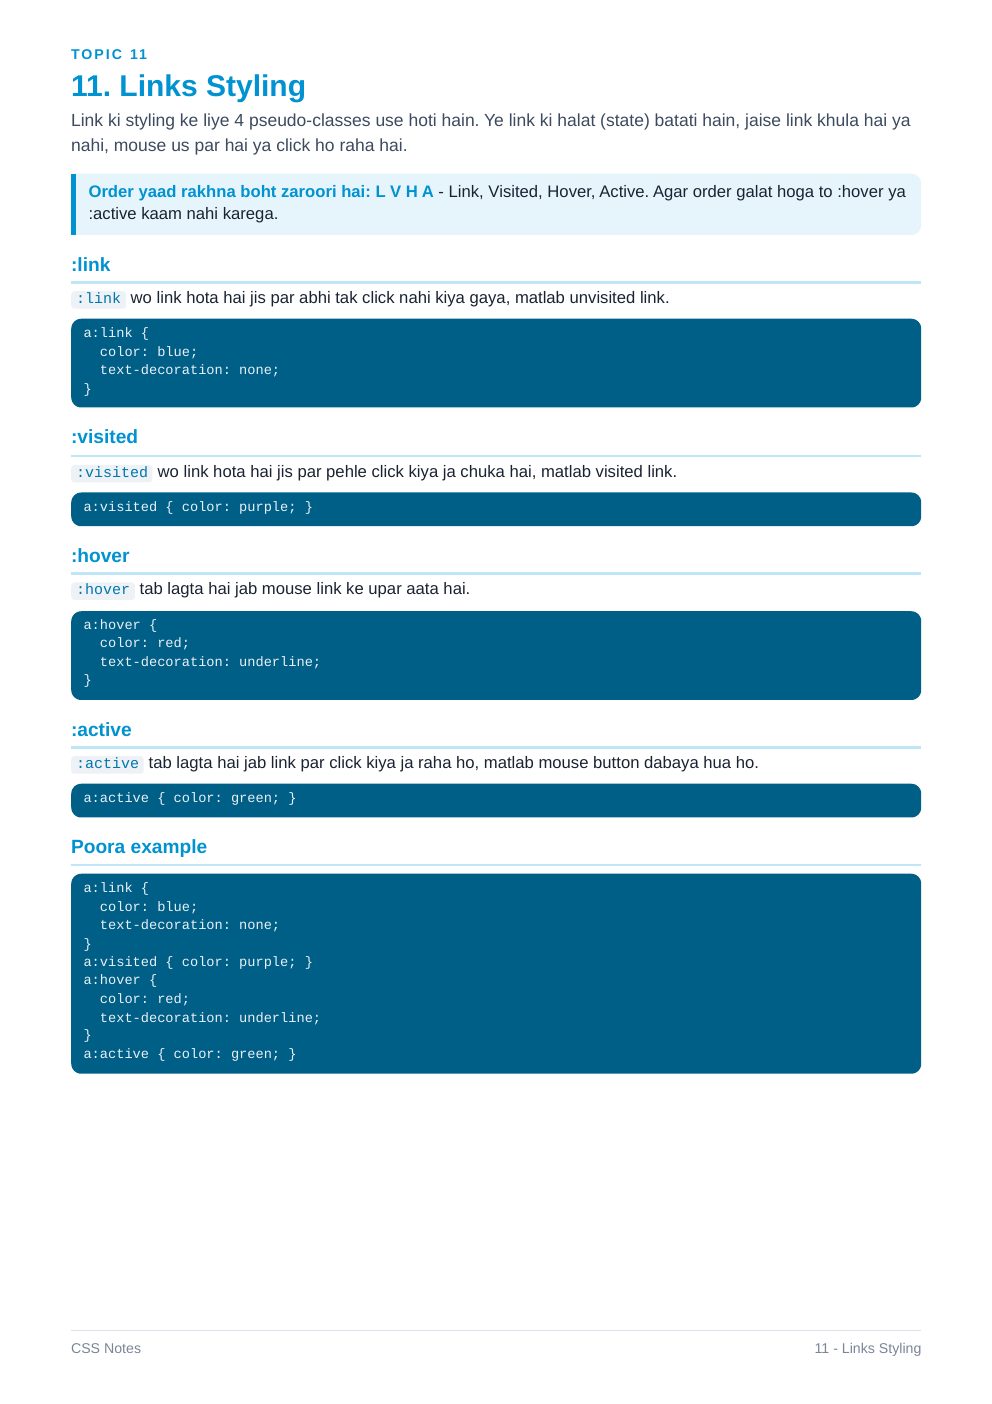 TOPIC 11
11. Links Styling
Link ki styling ke liye 4 pseudo-classes use hoti hain. Ye link ki halat (state) batati hain, jaise link khula hai ya
nahi, mouse us par hai ya click ho raha hai.
Order yaad rakhna boht zaroori hai: L V H A - Link, Visited, Hover, Active. Agar order galat hoga to :hover ya
:active kaam nahi karega.
:link
:link wo link hota hai jis par abhi tak click nahi kiya gaya, matlab unvisited link.
a:link {
  color: blue;
  text-decoration: none;
}
:visited
:visited wo link hota hai jis par pehle click kiya ja chuka hai, matlab visited link.
a:visited { color: purple; }
:hover
:hover tab lagta hai jab mouse link ke upar aata hai.
a:hover {
  color: red;
  text-decoration: underline;
}
:active
:active tab lagta hai jab link par click kiya ja raha ho, matlab mouse button dabaya hua ho.
a:active { color: green; }
Poora example
a:link {
  color: blue;
  text-decoration: none;
}
a:visited { color: purple; }
a:hover {
  color: red;
  text-decoration: underline;
}
a:active { color: green; }
CSS Notes
11 - Links Styling